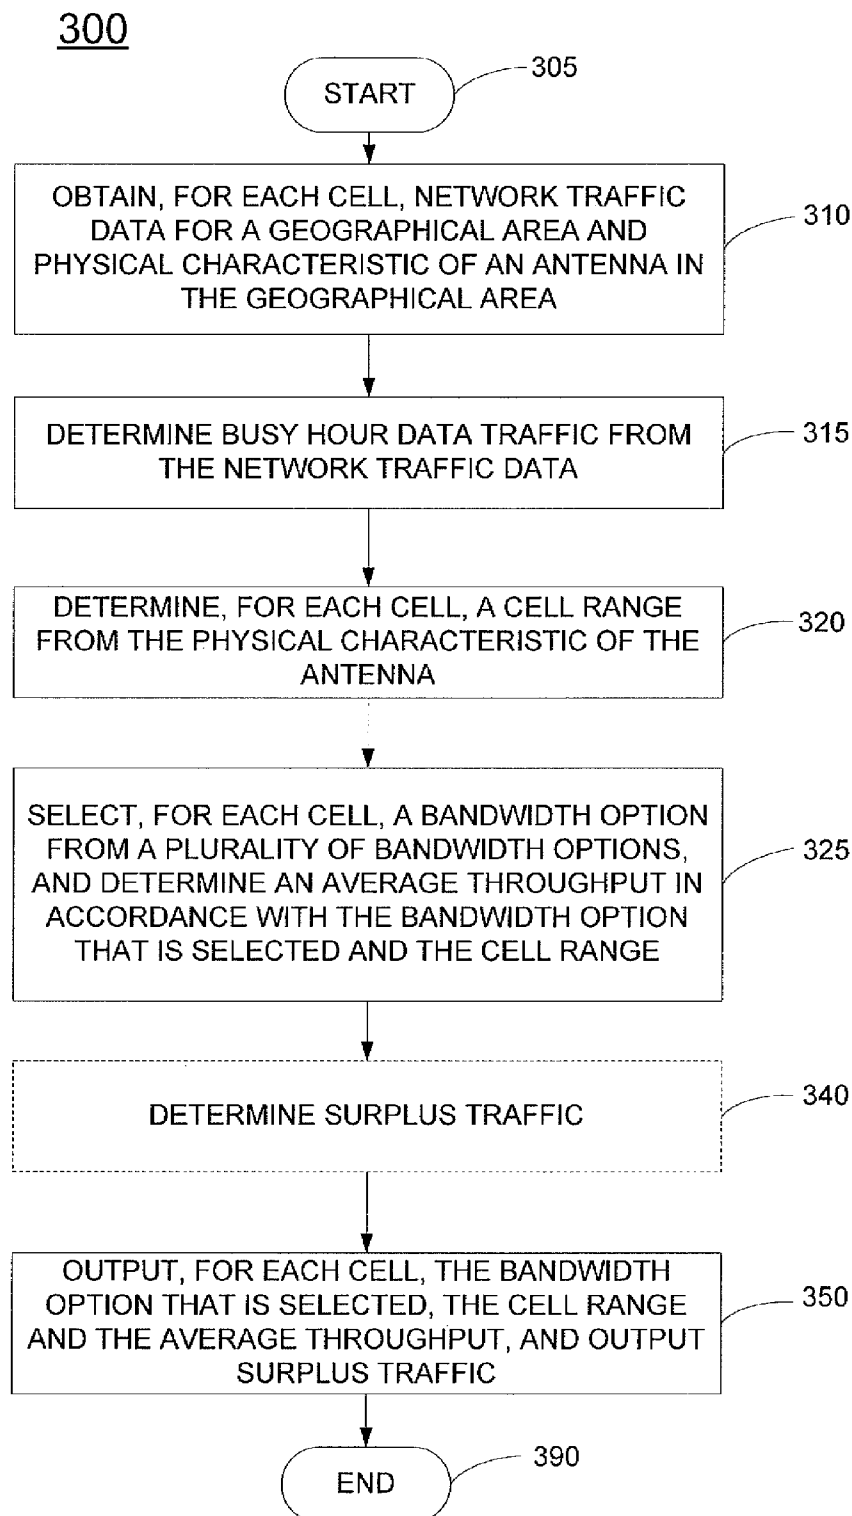 300
START
305
OBTAIN, FOR EACH CELL, NETWORK TRAFFIC
DATA FOR A GEOGRAPHICAL AREA AND
PHYSICAL CHARACTERISTIC OF AN ANTENNA IN
THE GEOGRAPHICAL AREA
310
DETERMINE BUSY HOUR DATA TRAFFIC FROM
THE NETWORK TRAFFIC DATA
315
DETERMINE, FOR EACH CELL, A CELL RANGE
FROM THE PHYSICAL CHARACTERISTIC OF THE
ANTENNA
320
SELECT, FOR EACH CELL, A BANDWIDTH OPTION
FROM A PLURALITY OF BANDWIDTH OPTIONS,
AND DETERMINE AN AVERAGE THROUGHPUT IN
ACCORDANCE WITH THE BANDWIDTH OPTION
THAT IS SELECTED AND THE CELL RANGE
325
DETERMINE SURPLUS TRAFFIC
340
OUTPUT, FOR EACH CELL, THE BANDWIDTH
OPTION THAT IS SELECTED, THE CELL RANGE
AND THE AVERAGE THROUGHPUT, AND OUTPUT
SURPLUS TRAFFIC
350
END
390